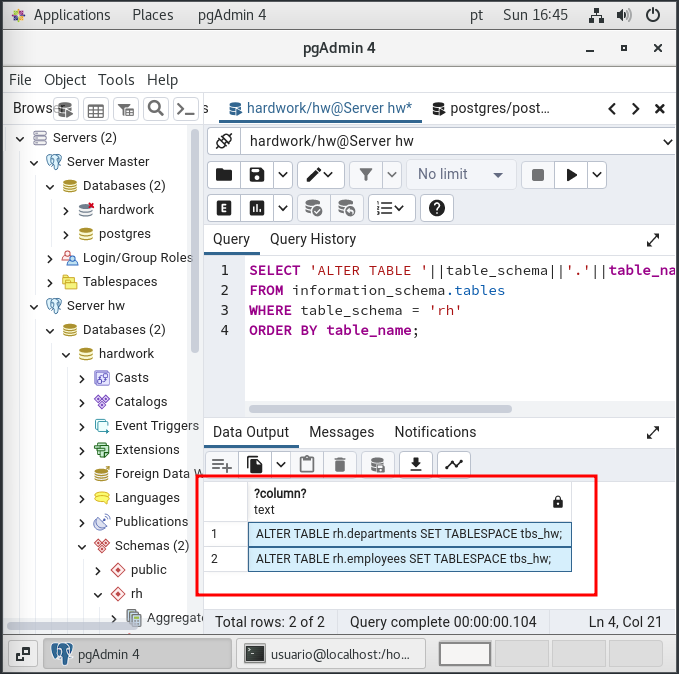 Applications Places pgAdmin 4 pt Sun 16:45
pgAdmin 4
File Object Tools Help
Brows
s
hardwork/hw@Server hw*
postgres/post...
hardwork/hw@Server hw
No limit
E
Query
Query History
1 SELECT 'ALTER TABLE '||table_schema||'.'||table_na
2 FROM information_schema.tables
3 WHERE table_schema = 'rh'
4 ORDER BY table_name;
Servers (2)
Server Master
Databases (2)
hardwork
postgres
Login/Group Roles
Tablespaces
Server hw
Databases (2)
hardwork
Casts
Catalogs
Event Triggers
Extensions
Foreign Data W
Languages
Publications
Schemas (2)
public
rh
Aggregate
Data Output Messages Notifications
?column?
text
1 ALTER TABLE rh.departments SET TABLESPACE tbs_hw;
2 ALTER TABLE rh.employees SET TABLESPACE tbs_hw;
Total rows: 2 of 2 Query complete 00:00:00.104 Ln 4, Col 21
pgAdmin 4
usuario@localhost:/ho...